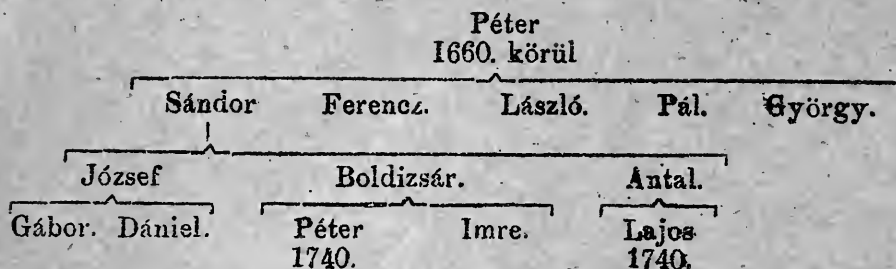 Péter
1660. körül
Sándor Ferencz. László. Pál. György.
József Boldizsár. Antal.
Gábor. Dániel. Péter Imre. Lajos
1740. 1740.